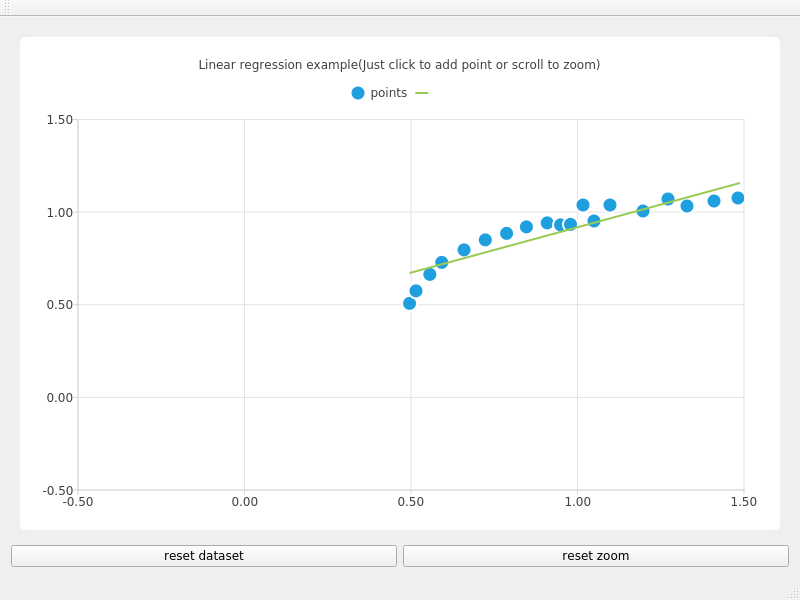 Linear regression example(Just click to add point or scroll to zoom)
points
1.50
1.00
0.50
0.00
-0.50
-0.50 0.00 0.50 1.00 1.50
reset dataset reset zoom